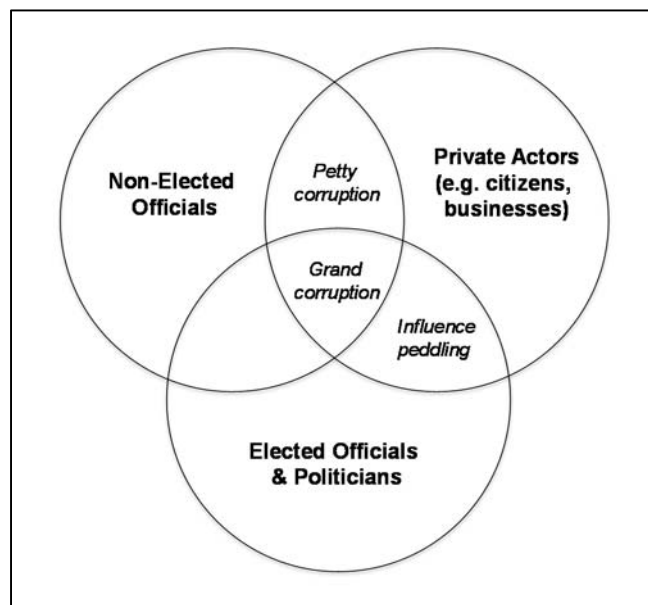 Non-Elected
Officials
Petty
corruption
Private Actors
(e.g. citizens,
businesses)
Grand
corruption
Influence
peddling
Elected Officials
& Politicians